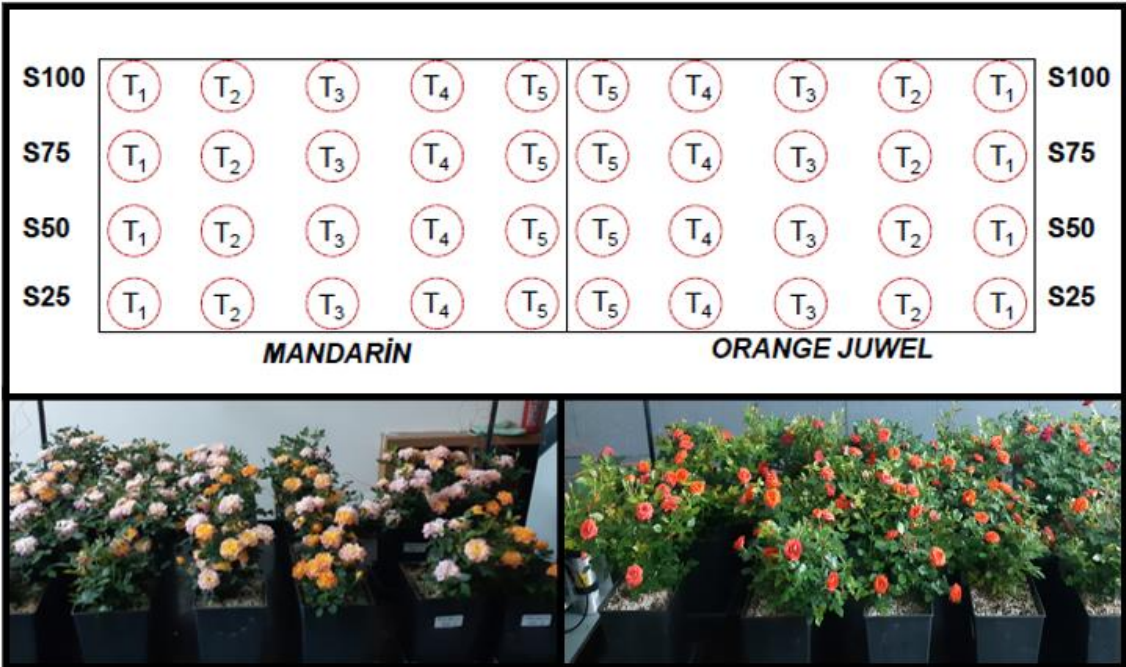 S100 T₁ T₂ T₃ T₄ T₅ T₅ T₄ T₃ T₂ T₁ S100
S75 T₁ T₂ T₃ T₄ T₅ T₅ T₄ T₃ T₂ T₁ S75
S50 T₁ T₂ T₃ T₄ T₅ T₅ T₄ T₃ T₂ T₁ S50
S25 T₁ T₂ T₃ T₄ T₅ T₅ T₄ T₃ T₂ T₁ S25
MANDARİN ORANGE JUWEL